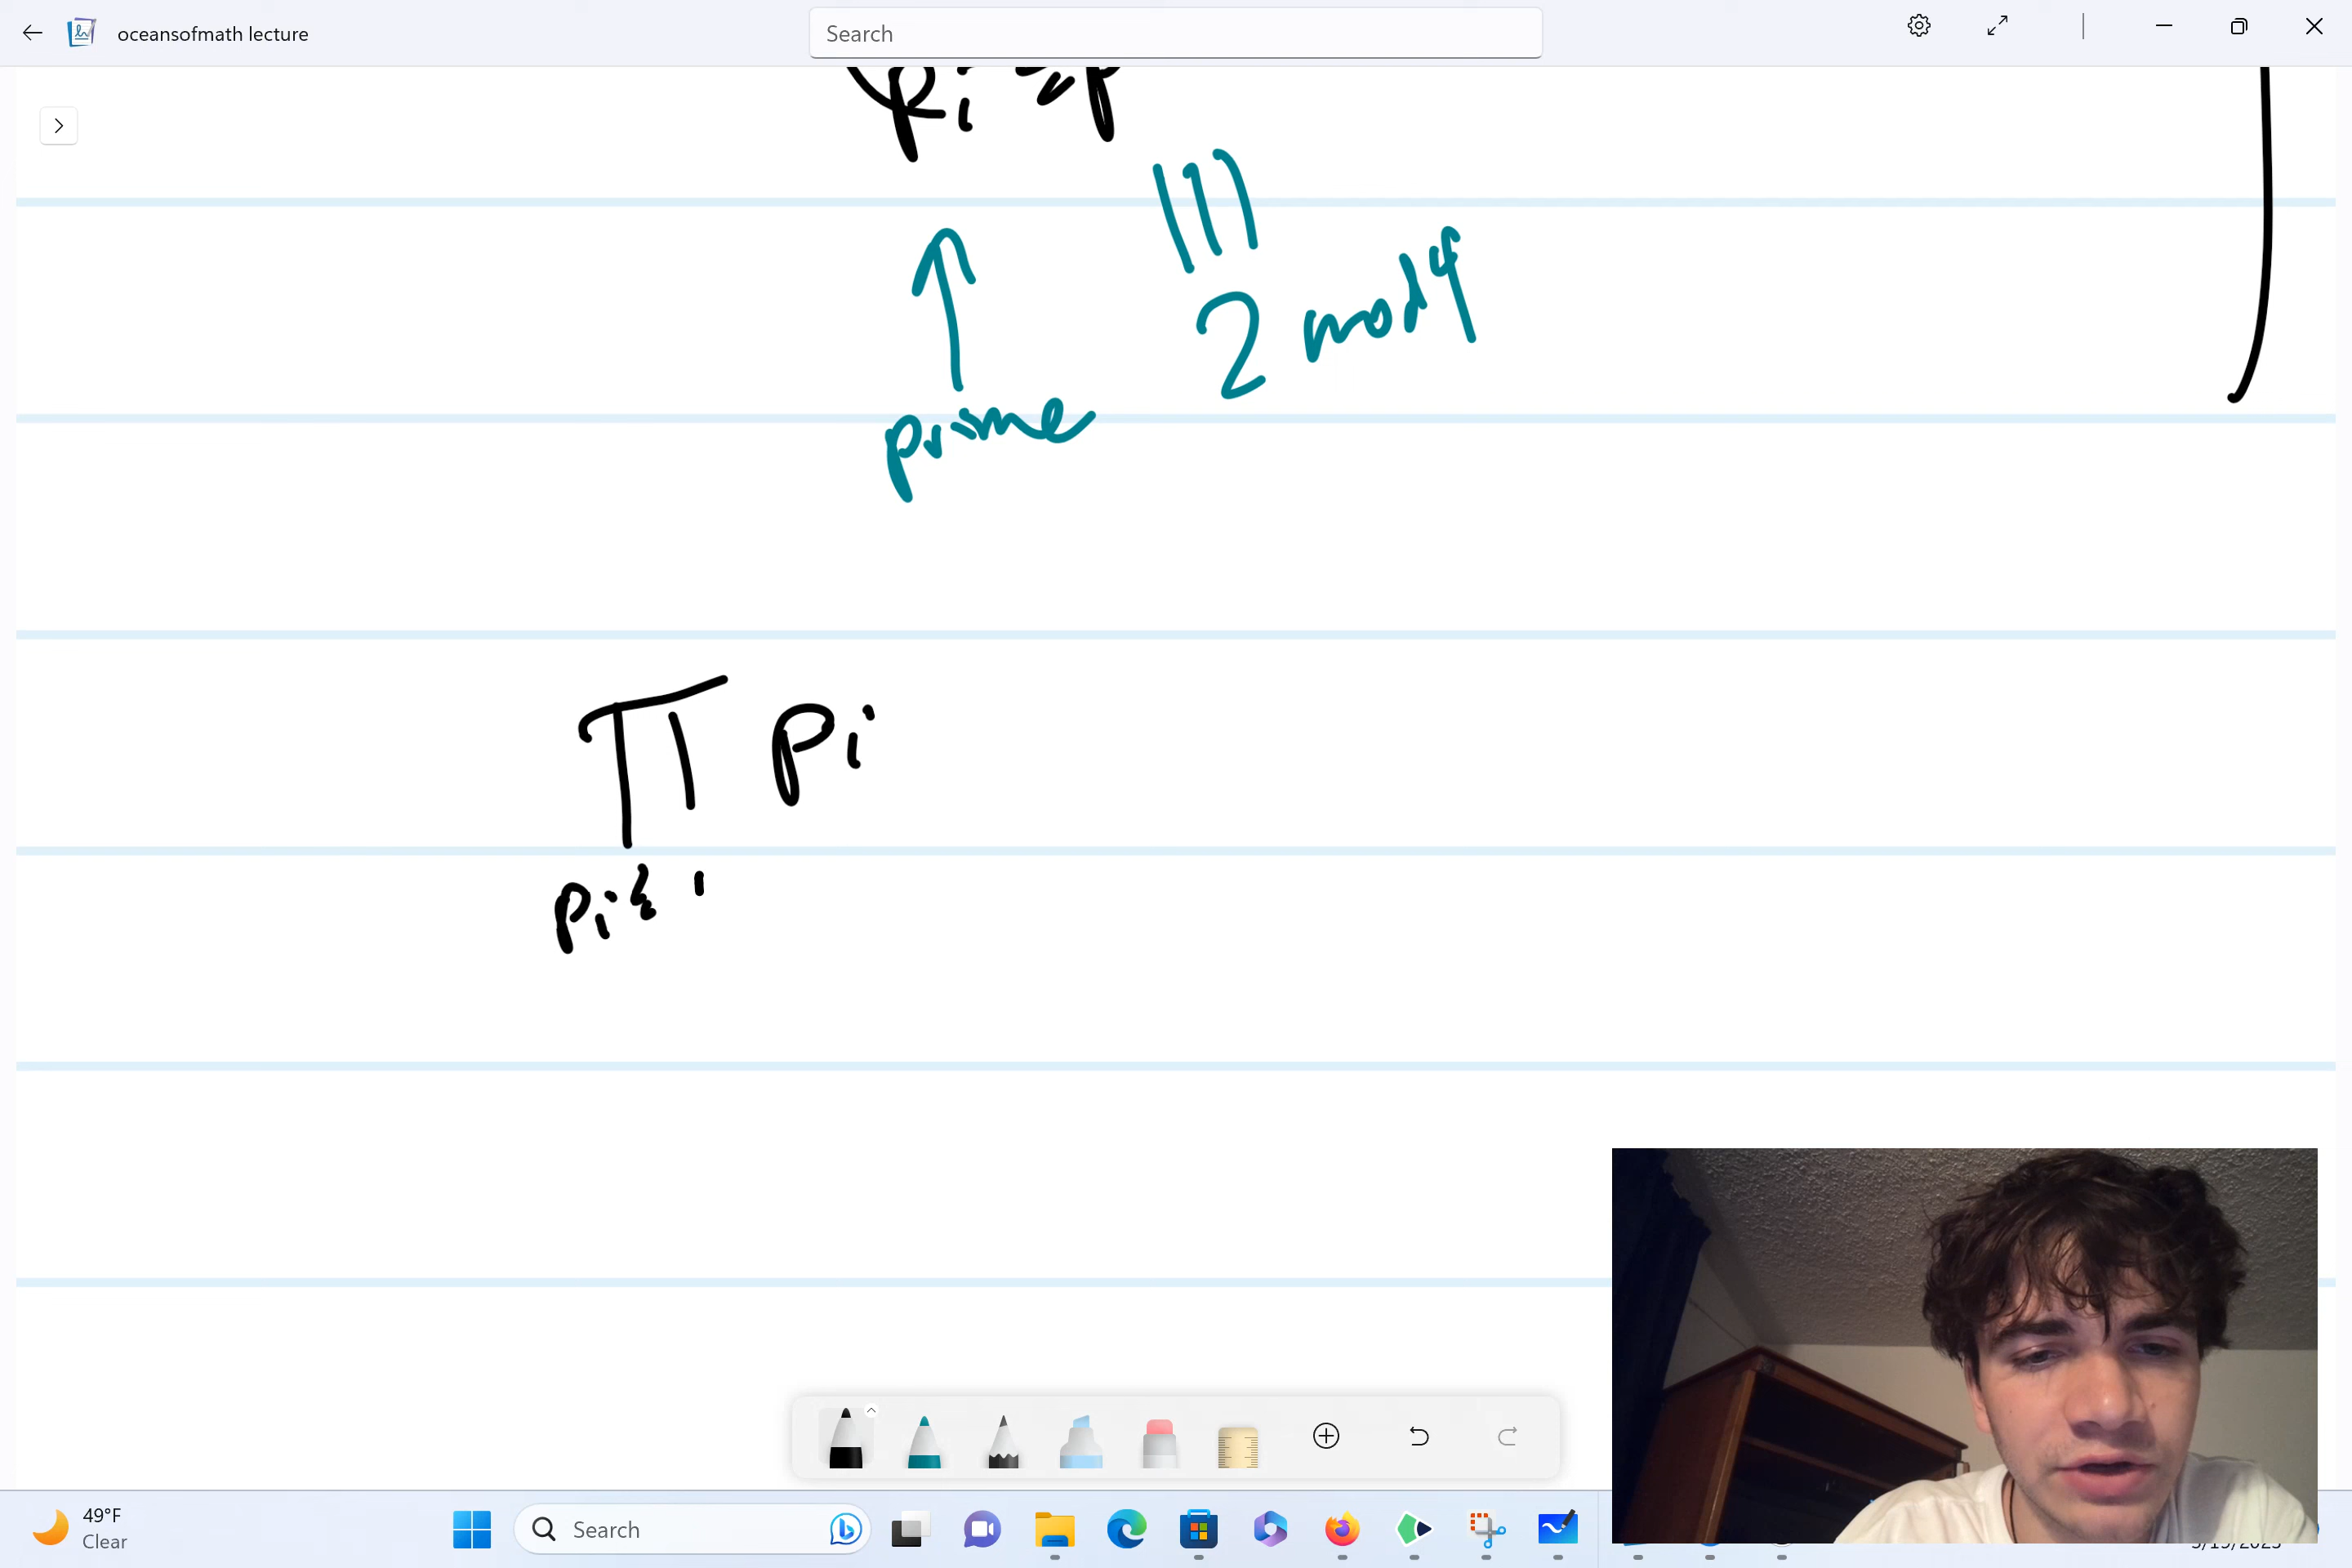 oceansofmath lecture
Search
2 mod 4
prime
∏ Pi
Pi
49°F
Clear
Search